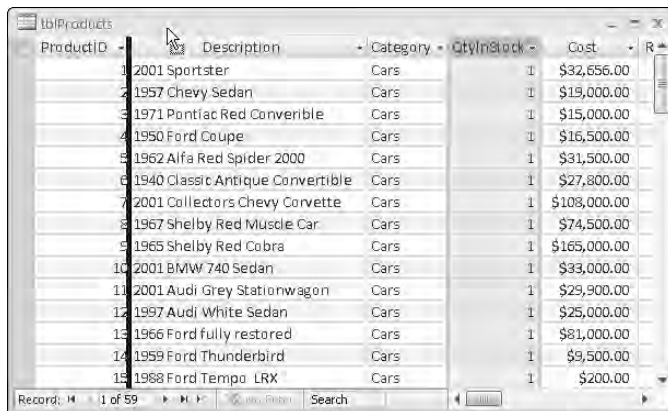 tblProducts
ProductID Description Category QtyInStock Cost R
1 2001 Sportster Cars 1 $32,656.00
2 1957 Chevy Sedan Cars 1 $19,000.00
3 1971 Pontiac Red Converible Cars 1 $15,000.00
4 1950 Ford Coupe Cars 1 $16,500.00
5 1962 Alfa Red Spider 2000 Cars 1 $31,500.00
6 1940 Classic Antique Convertible Cars 1 $27,800.00
7 2001 Collectors Chevy Corvette Cars 1 $108,000.00
8 1967 Shelby Red Muscle Car Cars 1 $74,500.00
9 1965 Shelby Red Cobra Cars 1 $165,000.00
10 2001 BMW 740 Sedan Cars 1 $33,000.00
11 2001 Audi Grey Stationwagon Cars 1 $29,900.00
12 1997 Audi White Sedan Cars 1 $25,000.00
13 1966 Ford fully restored Cars 1 $81,000.00
14 1959 Ford Thunderbird Cars 1 $9,500.00
15 1988 Ford Tempo LRX Cars 1 $200.00
Record: 1 of 59 No Filter Search